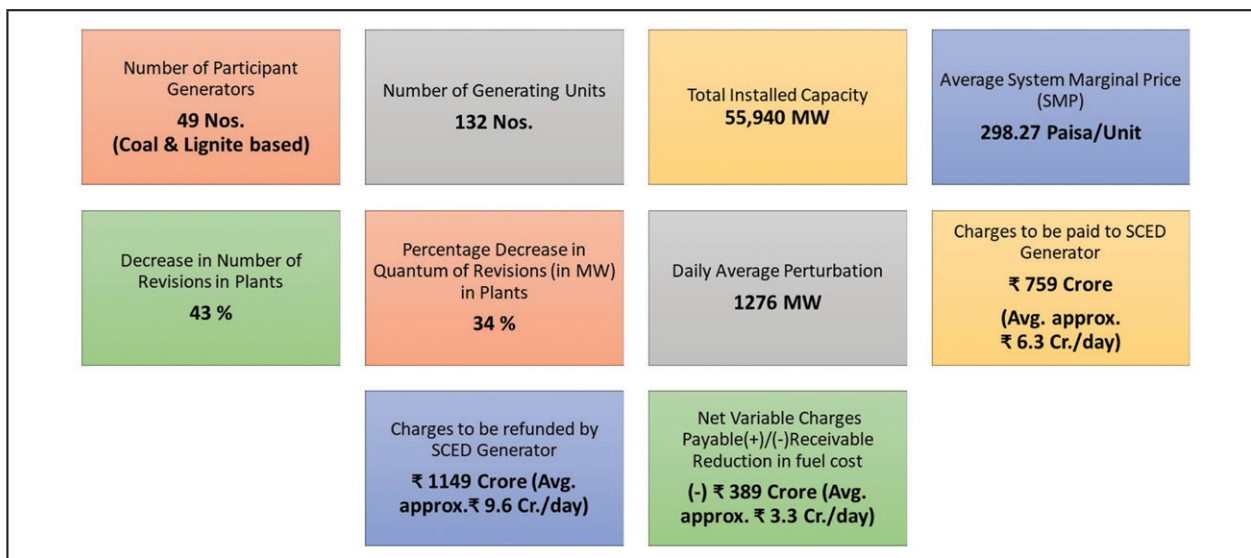 Number of Participant
Generators
49 Nos.
(Coal & Lignite based)
Number of Generating Units
132 Nos.
Total Installed Capacity
55,940 MW
Average System Marginal Price
(SMP)
298.27 Paisa/Unit
Decrease in Number of
Revisions in Plants
43 %
Percentage Decrease in
Quantum of Revisions (in MW)
in Plants
34 %
Daily Average Perturbation
1276 MW
Charges to be paid to SCED
Generator
₹ 759 Crore
(Avg. approx.
₹ 6.3 Cr./day)
Charges to be refunded by
SCED Generator
₹ 1149 Crore (Avg.
approx.₹ 9.6 Cr./day)
Net Variable Charges
Payable(+)/(-)Receivable
Reduction in fuel cost
(-) ₹ 389 Crore (Avg.
approx. ₹ 3.3 Cr./day)